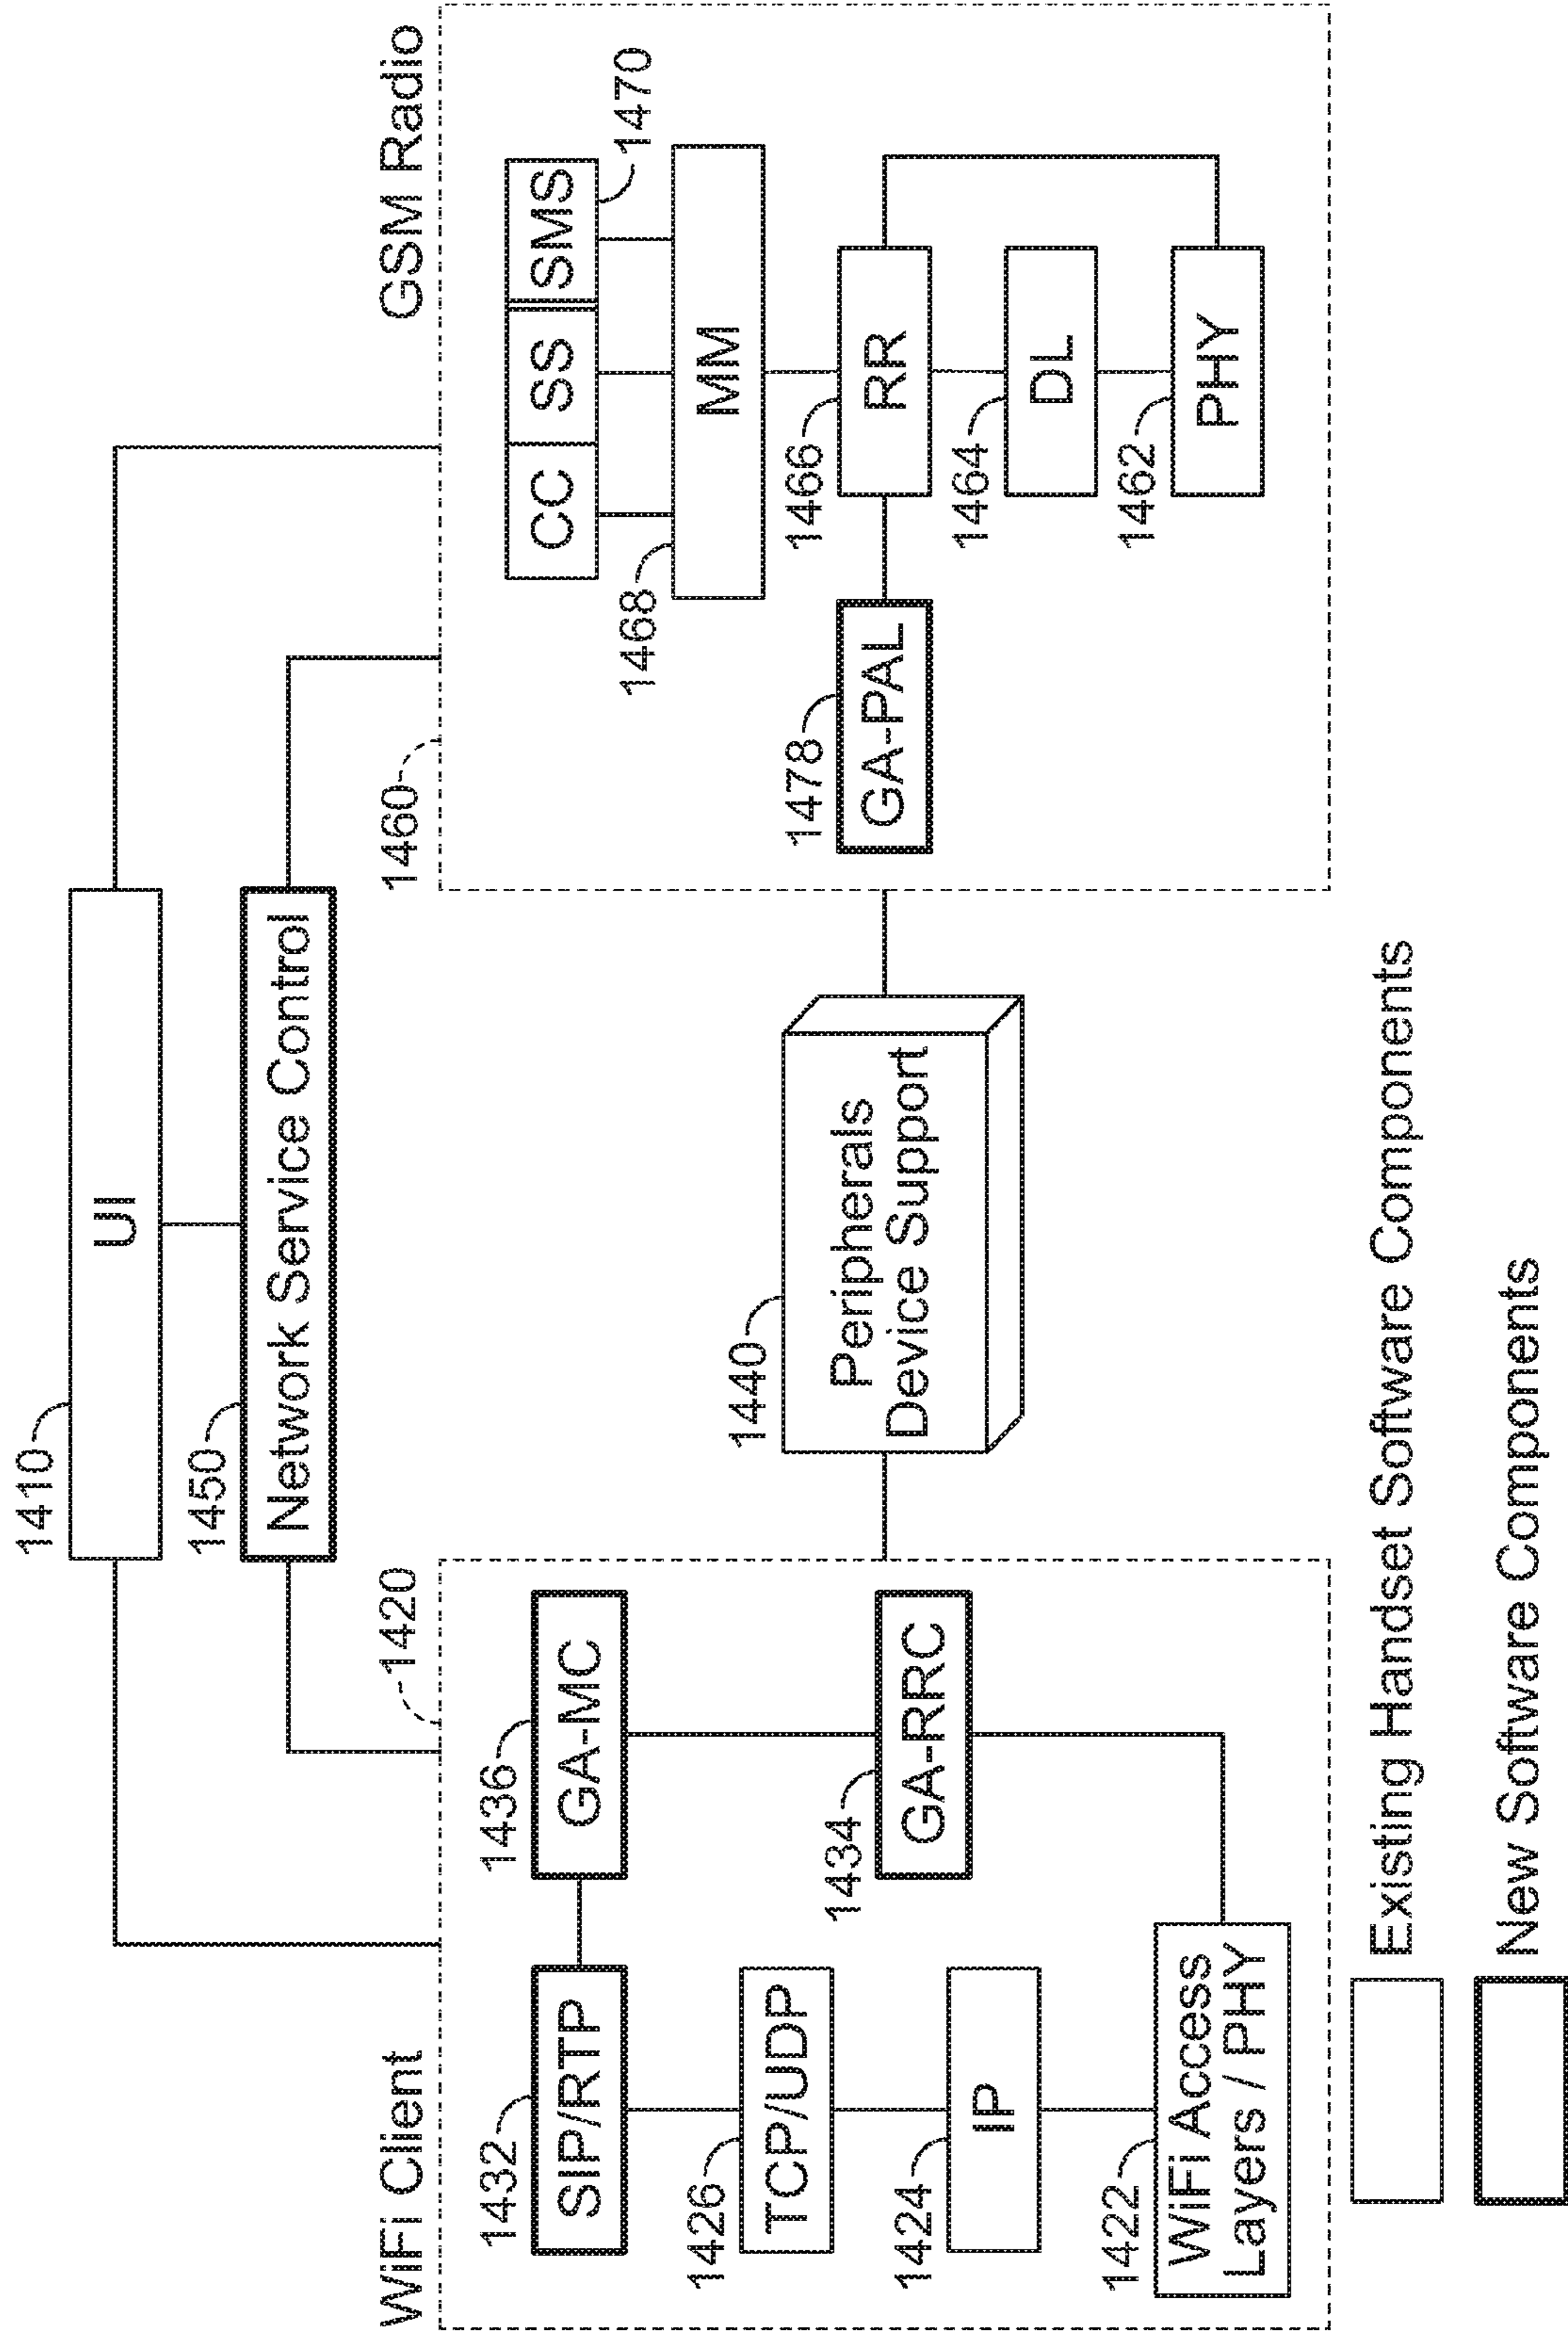 1410
UI
1450
Network Service Control
WiFi Client
1420
1460
GSM Radio
1432
SIP/RTP
1436
GA-MC
1426
TCP/UDP
1434
GA-RRC
1424
IP
1422
WiFi Access
Layers / PHY
1440
Peripherals
Device Support
CC
SS
SMS
1470
1468
MM
1478
GA-PAL
1466
RR
1464
DL
1462
PHY
Existing Handset Software Components
New Software Components